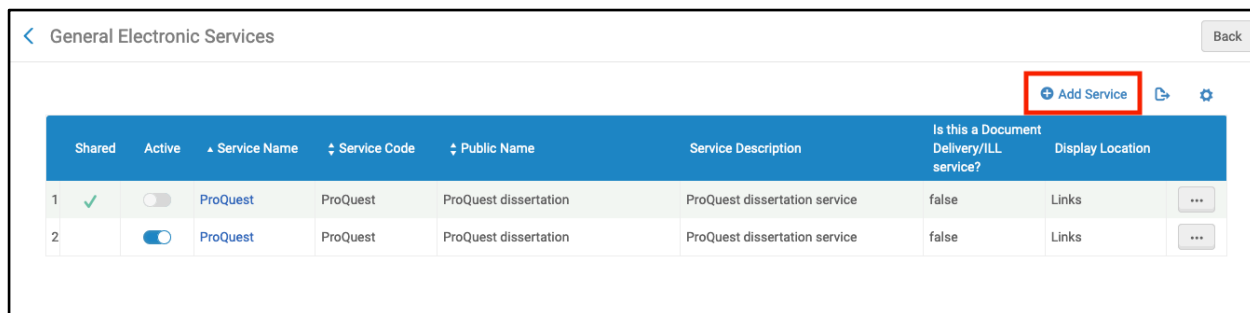 General Electronic Services
Back
Add Service
Shared Active Service Name Service Code Public Name Service Description Is this a Document Delivery/ILL service? Display Location
1 ProQuest ProQuest ProQuest dissertation ProQuest dissertation service false Links ...
2 ProQuest ProQuest ProQuest dissertation ProQuest dissertation service false Links ...